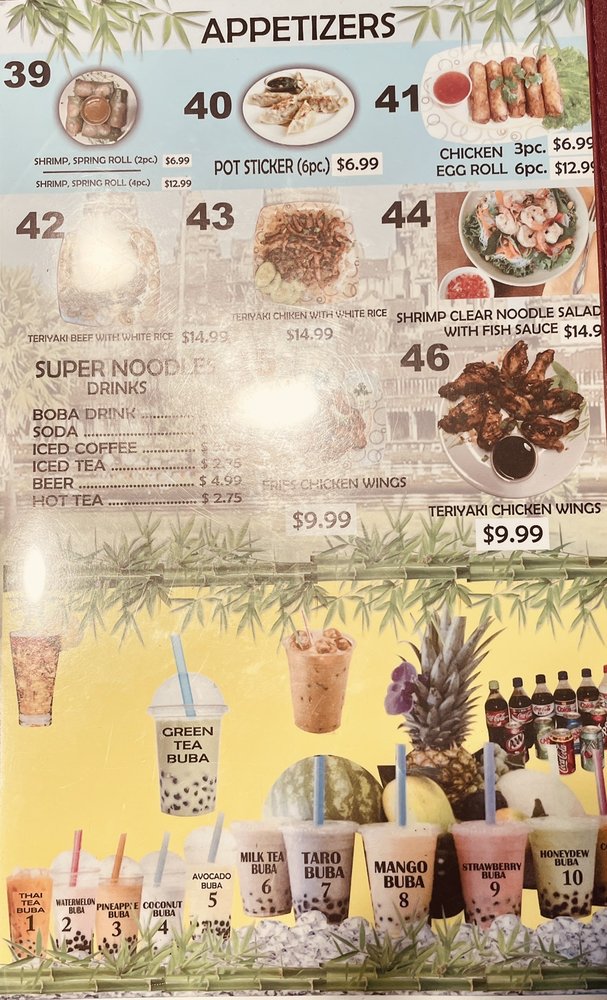 APPETIZERS
39
40
41
SHRIMP, SPRING ROLL (2pc.) $6.99
SHRIMP, SPRING ROLL (4pc.) $12.99
POT STICKER (6pc.) $6.99
CHICKEN 3pc. $6.99
EGG ROLL 6pc. $12.99
42
43
44
TERIYAKI BEEF WITH WHITE RICE $14.99
TERIYAKI CHIKEN WITH WHITE RICE
$14.99
SHRIMP CLEAR NOODLE SALAD
WITH FISH SAUCE $14.9
SUPER NOODLES
DRINKS
BOBA DRINK ..........
SODA ....................
ICED COFFEE ..........
ICED TEA .................... $ 2.75
BEER .................... $ 4.99
HOT TEA .................... $ 2.75
FRIES CHICKEN WINGS
$9.99
46
TERIYAKI CHICKEN WINGS
$9.99
GREEN
TEA
BUBA
THAI
TEA
BUBA
1
WATERMELON
BUBA
2
PINEAPPLE
BUBA
3
COCONUT
BUBA
4
AVOCADO
BUBA
5
MILK TEA
BUBA
6
TARO
BUBA
7
MANGO
BUBA
8
STRAWBERRY
BUBA
9
HONEYDEW
BUBA
10